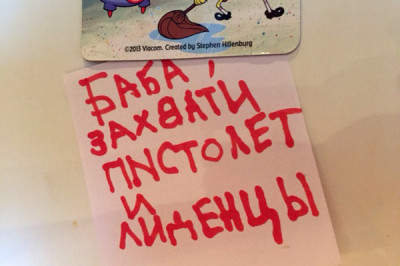 ©2013 Viacom. Created by Stephen Hillenburg
БАБА,
ЗАХВАТИ
ПИСТОЛЕТ
И
ЛИДЕНЦЫ